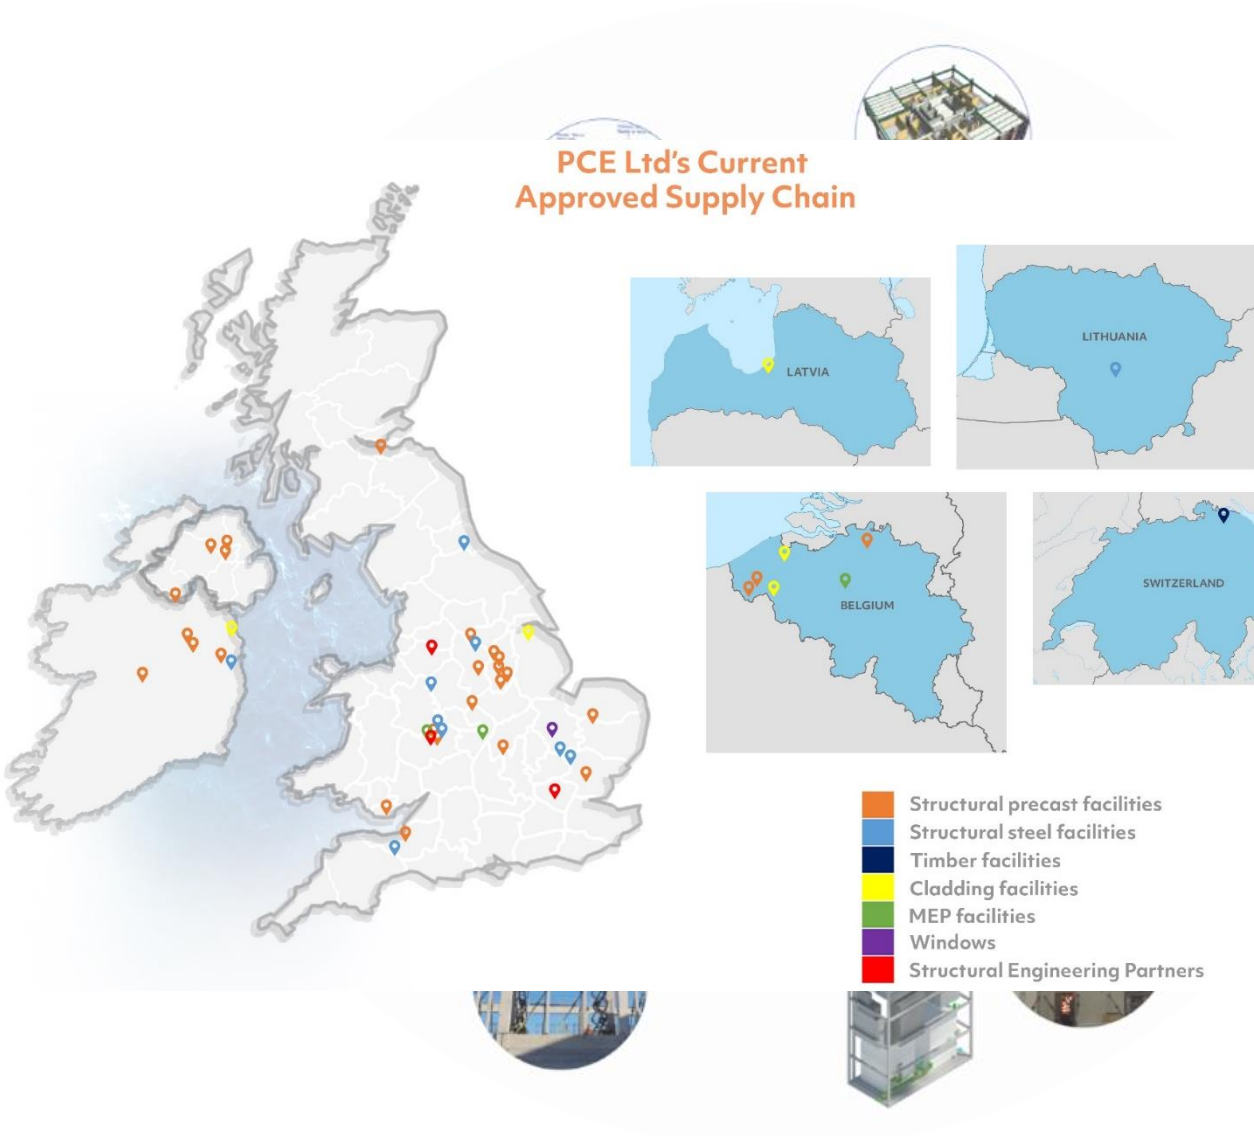 PCE Ltd's Current
Approved Supply Chain
LATVIA
LITHUANIA
BELGIUM
SWITZERLAND
Structural precast facilities
Structural steel facilities
Timber facilities
Cladding facilities
MEP facilities
Windows
Structural Engineering Partners